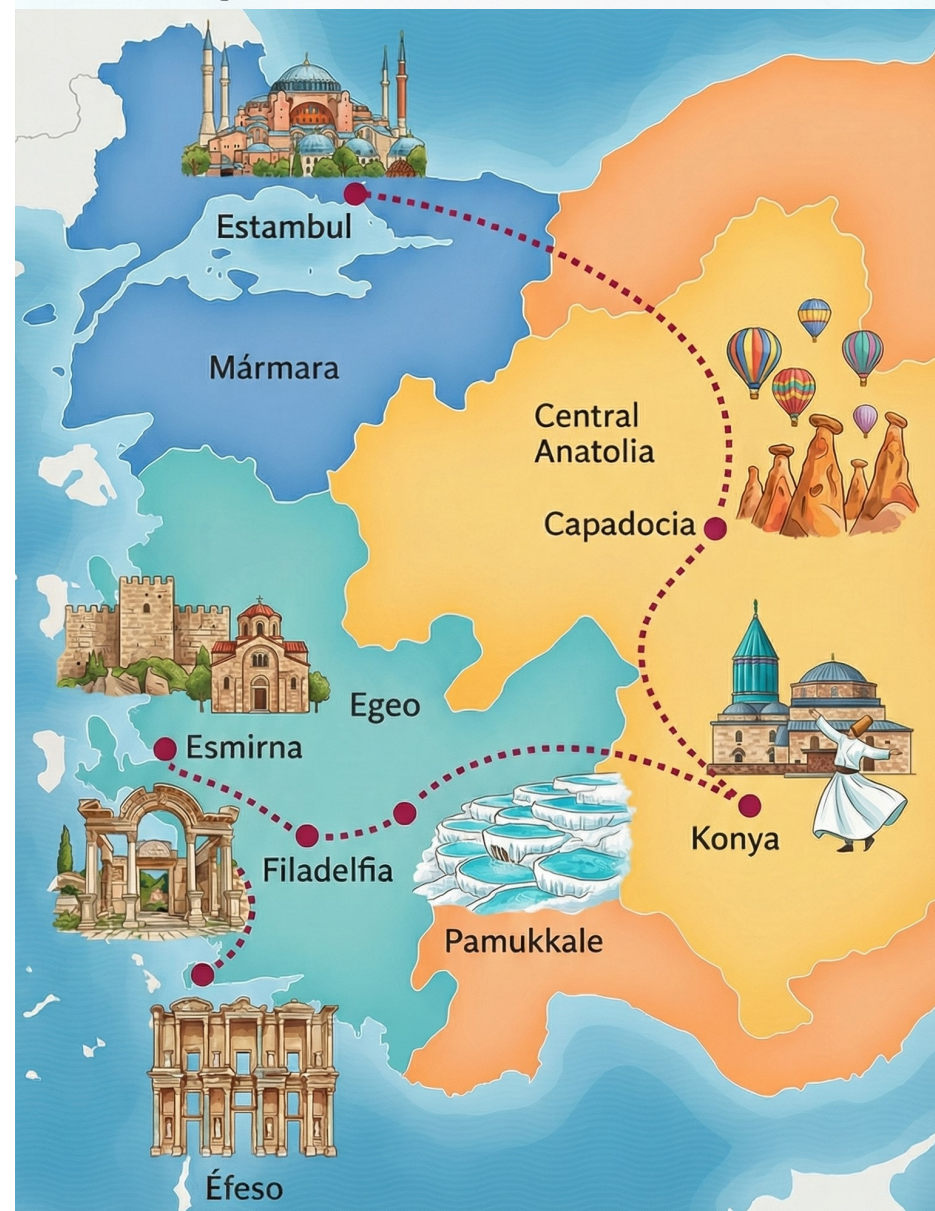 Estambul
Mármara
Central
Anatolia
Capadocia
Egeo
Esmirna
Konya
Filadelfia
Pamukkale
Éfeso